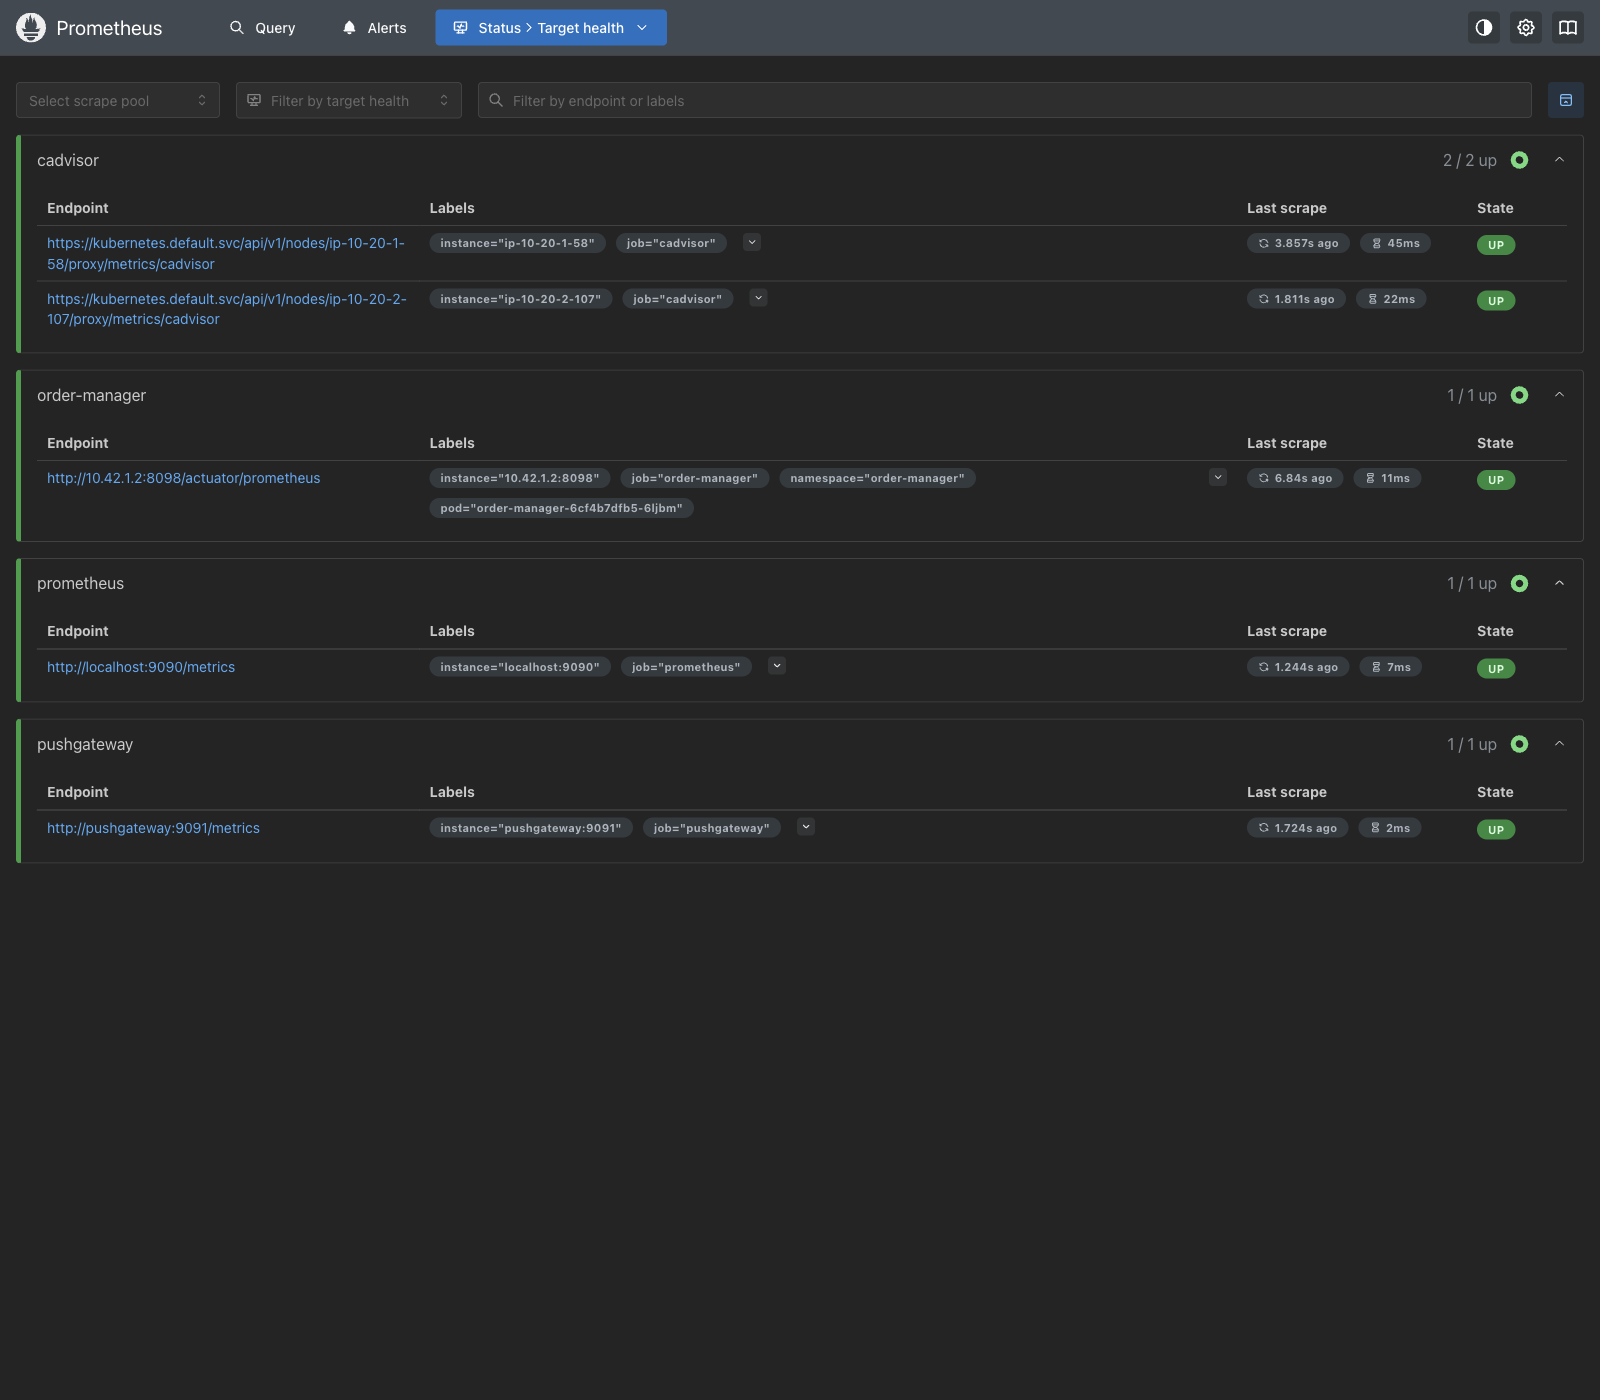 Prometheus Query Alerts Status > Target health
Select scrape pool Filter by target health Filter by endpoint or labels
cadvisor 2 / 2 up
Endpoint Labels Last scrape State
https://kubernetes.default.svc/api/v1/nodes/ip-10-20-1- instance="ip-10-20-1-58" job="cadvisor" 3.857s ago 45ms UP
58/proxy/metrics/cadvisor
https://kubernetes.default.svc/api/v1/nodes/ip-10-20-2- instance="ip-10-20-2-107" job="cadvisor" 1.811s ago 22ms UP
107/proxy/metrics/cadvisor
order-manager 1 / 1 up
Endpoint Labels Last scrape State
http://10.42.1.2:8098/actuator/prometheus instance="10.42.1.2:8098" job="order-manager" namespace="order-manager" 6.84s ago 11ms UP
pod="order-manager-6cf4b7dfb5-6ljbm"
prometheus 1 / 1 up
Endpoint Labels Last scrape State
http://localhost:9090/metrics instance="localhost:9090" job="prometheus" 1.244s ago 7ms UP
pushgateway 1 / 1 up
Endpoint Labels Last scrape State
http://pushgateway:9091/metrics instance="pushgateway:9091" job="pushgateway" 1.724s ago 2ms UP